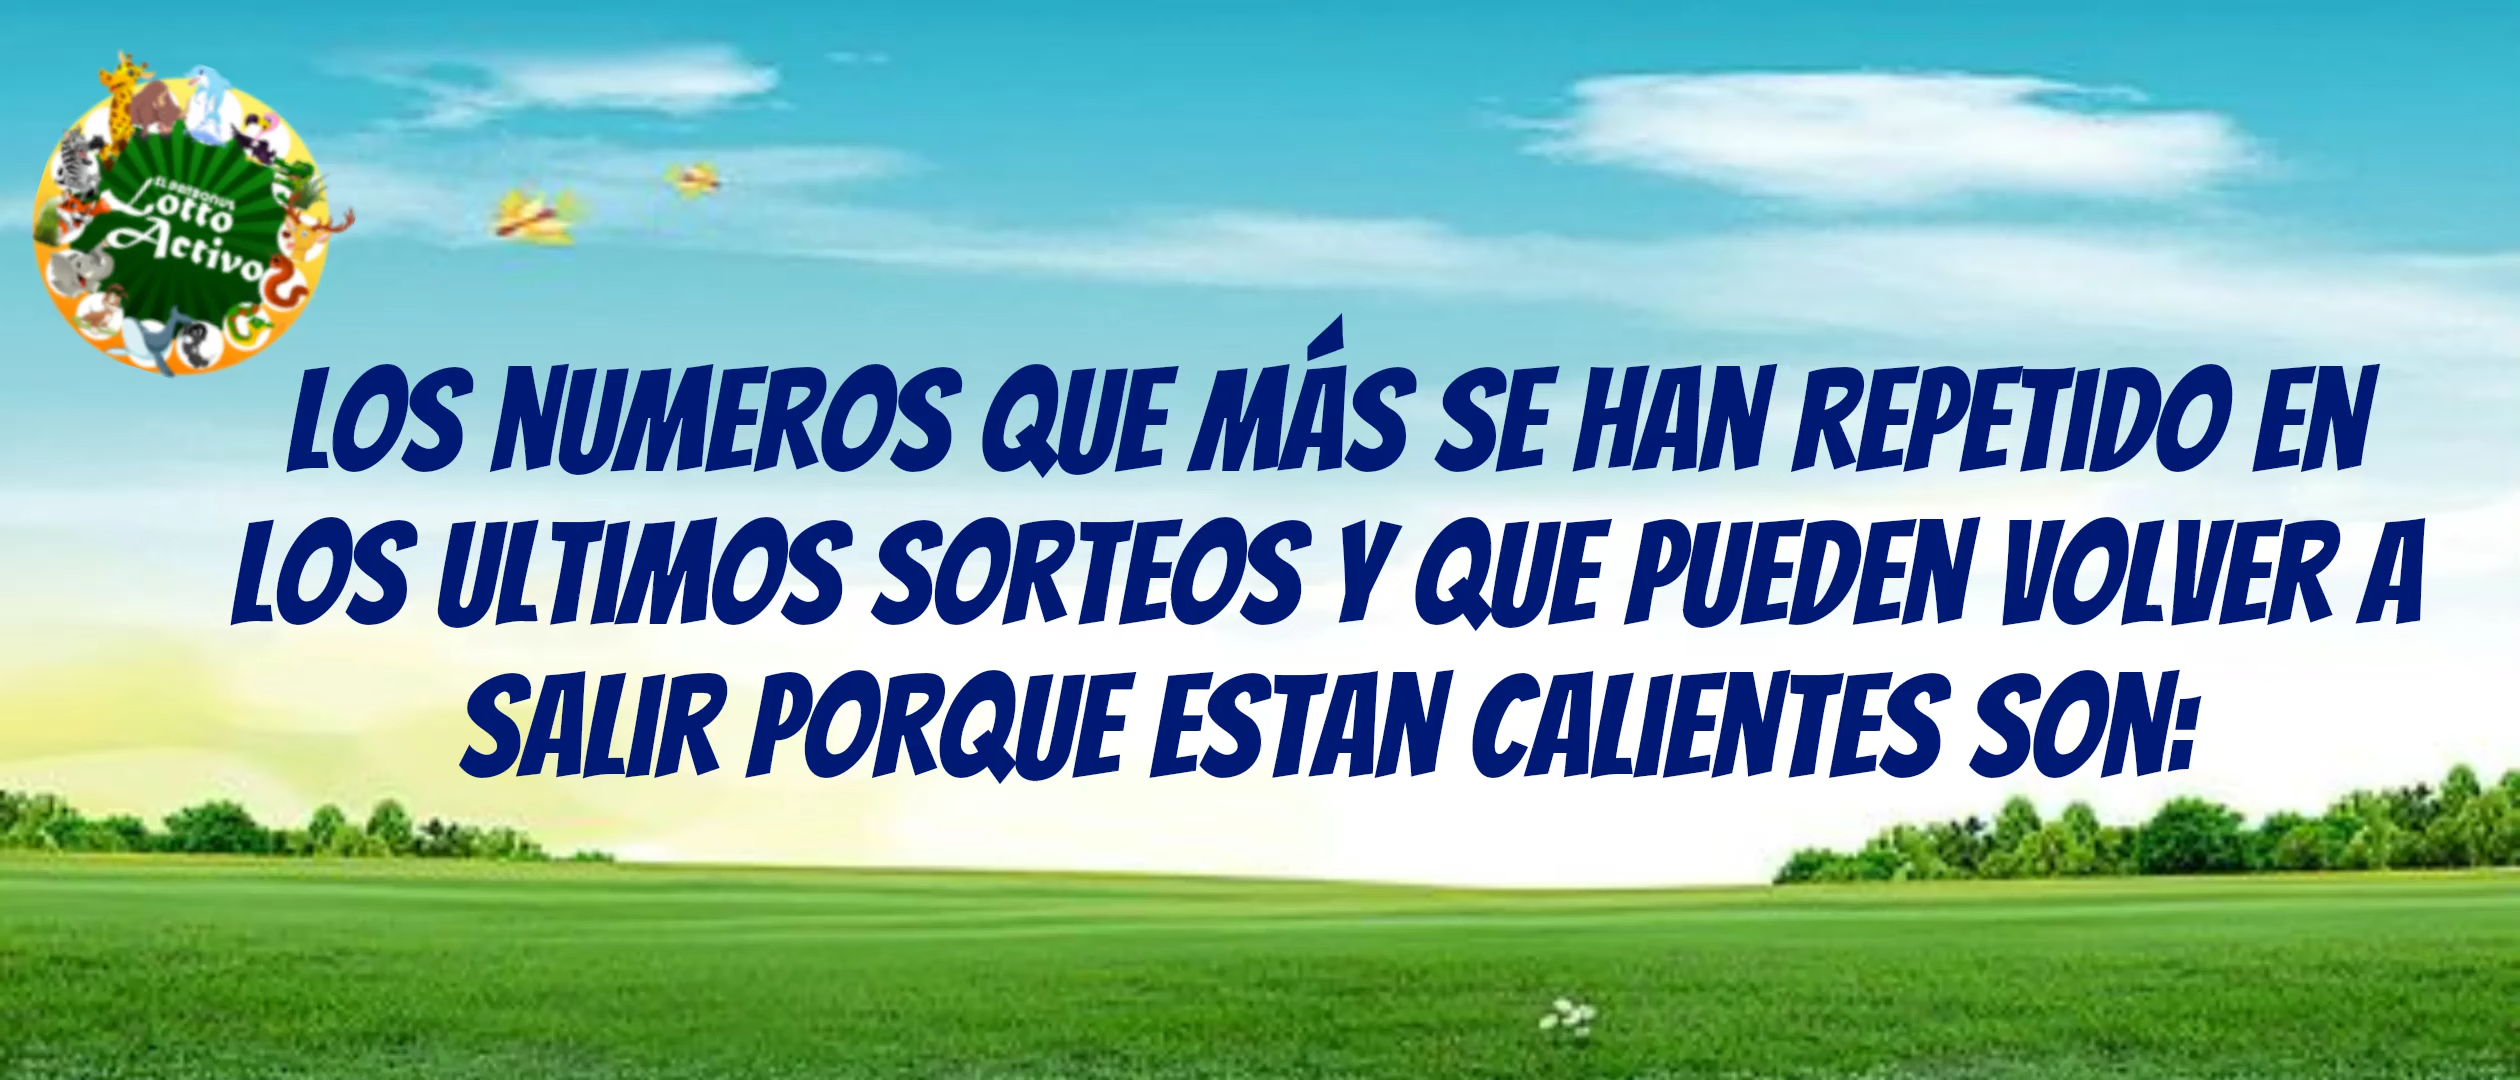 EL PATRONUS
Lotto
Activo
LOS NUMEROS QUE MÁS SE HAN REPETIDO EN
LOS ULTIMOS SORTEOS Y QUE PUEDEN VOLVER A
SALIR PORQUE ESTAN CALIENTES SON: